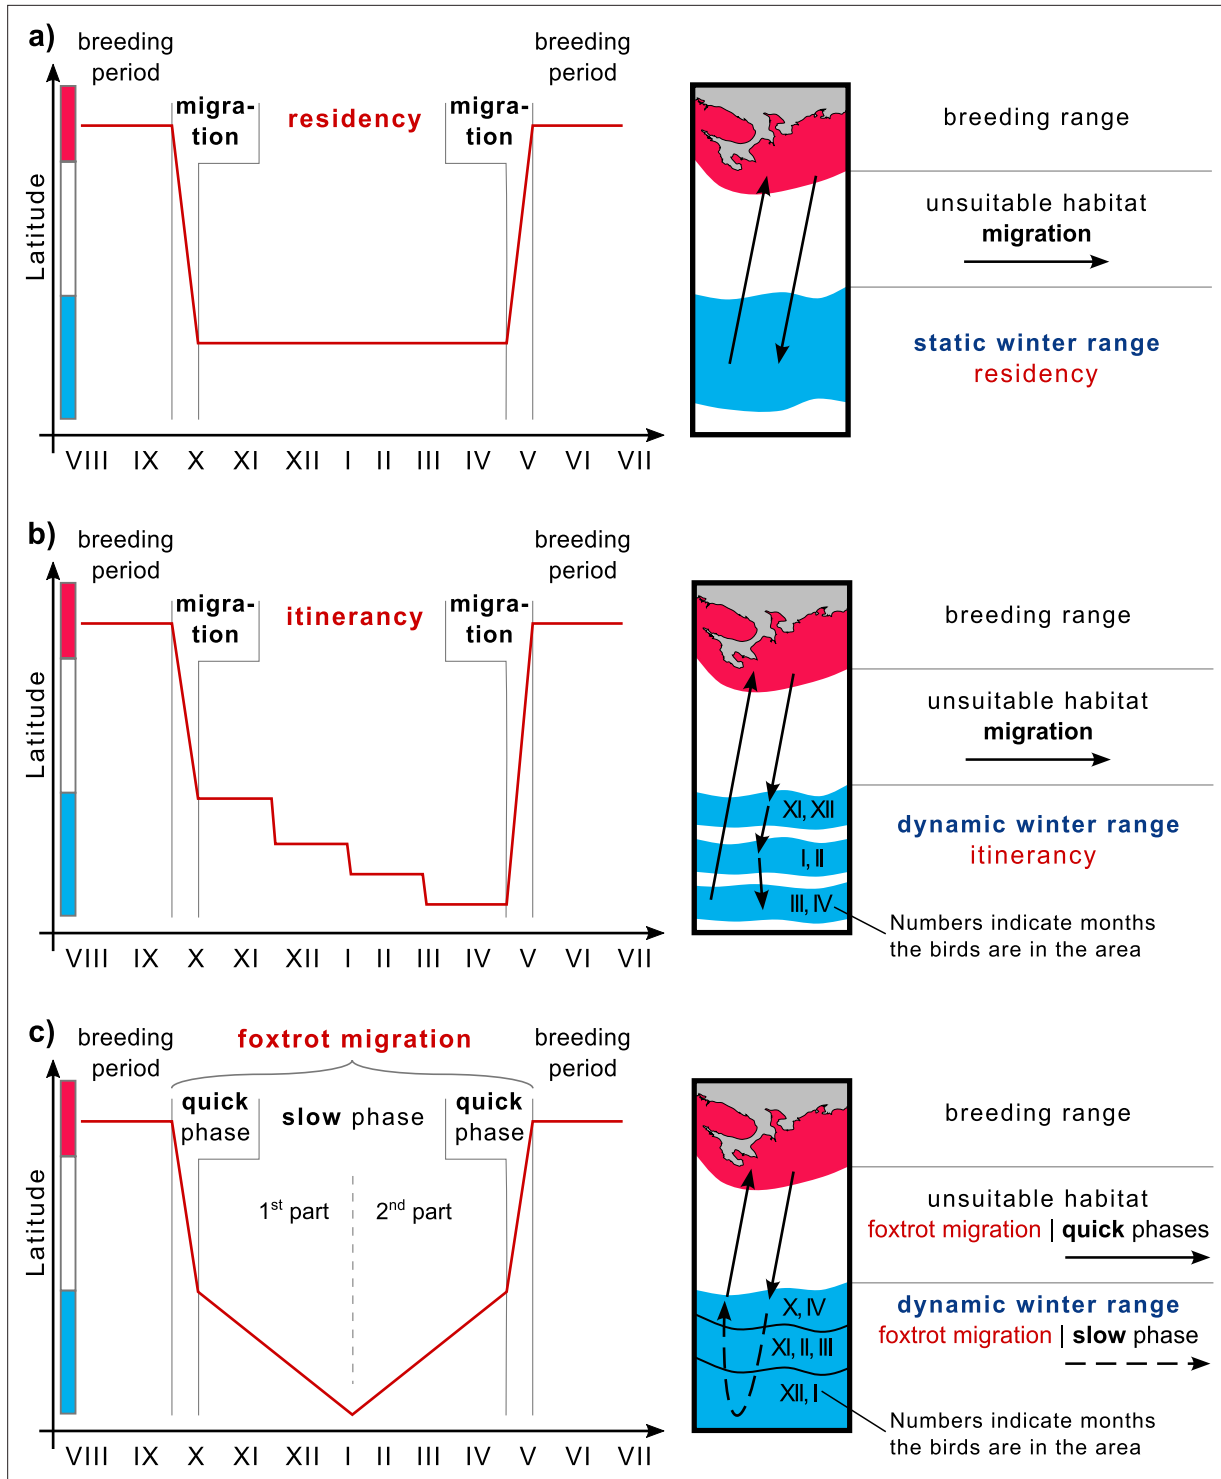 a)
breeding
period
breeding
period
migra-
tion
residency
migra-
tion
Latitude
VIII IX X XI XII I II III IV V VI VII
breeding range
unsuitable habitat
migration
static winter range
residency
b)
breeding
period
breeding
period
migra-
tion
itinerancy
migra-
tion
Latitude
VIII IX X XI XII I II III IV V VI VII
breeding range
unsuitable habitat
migration
XI, XII
I, II
III, IV
dynamic winter range
itinerancy
Numbers indicate months
the birds are in the area
c)
breeding
period
foxtrot migration
breeding
period
quick
phase
slow phase
quick
phase
1st part
2nd part
Latitude
VIII IX X XI XII I II III IV V VI VII
breeding range
unsuitable habitat
foxtrot migration | quick phases
X, IV
XI, II, III
XII, I
dynamic winter range
foxtrot migration | slow phase
Numbers indicate months
the birds are in the area